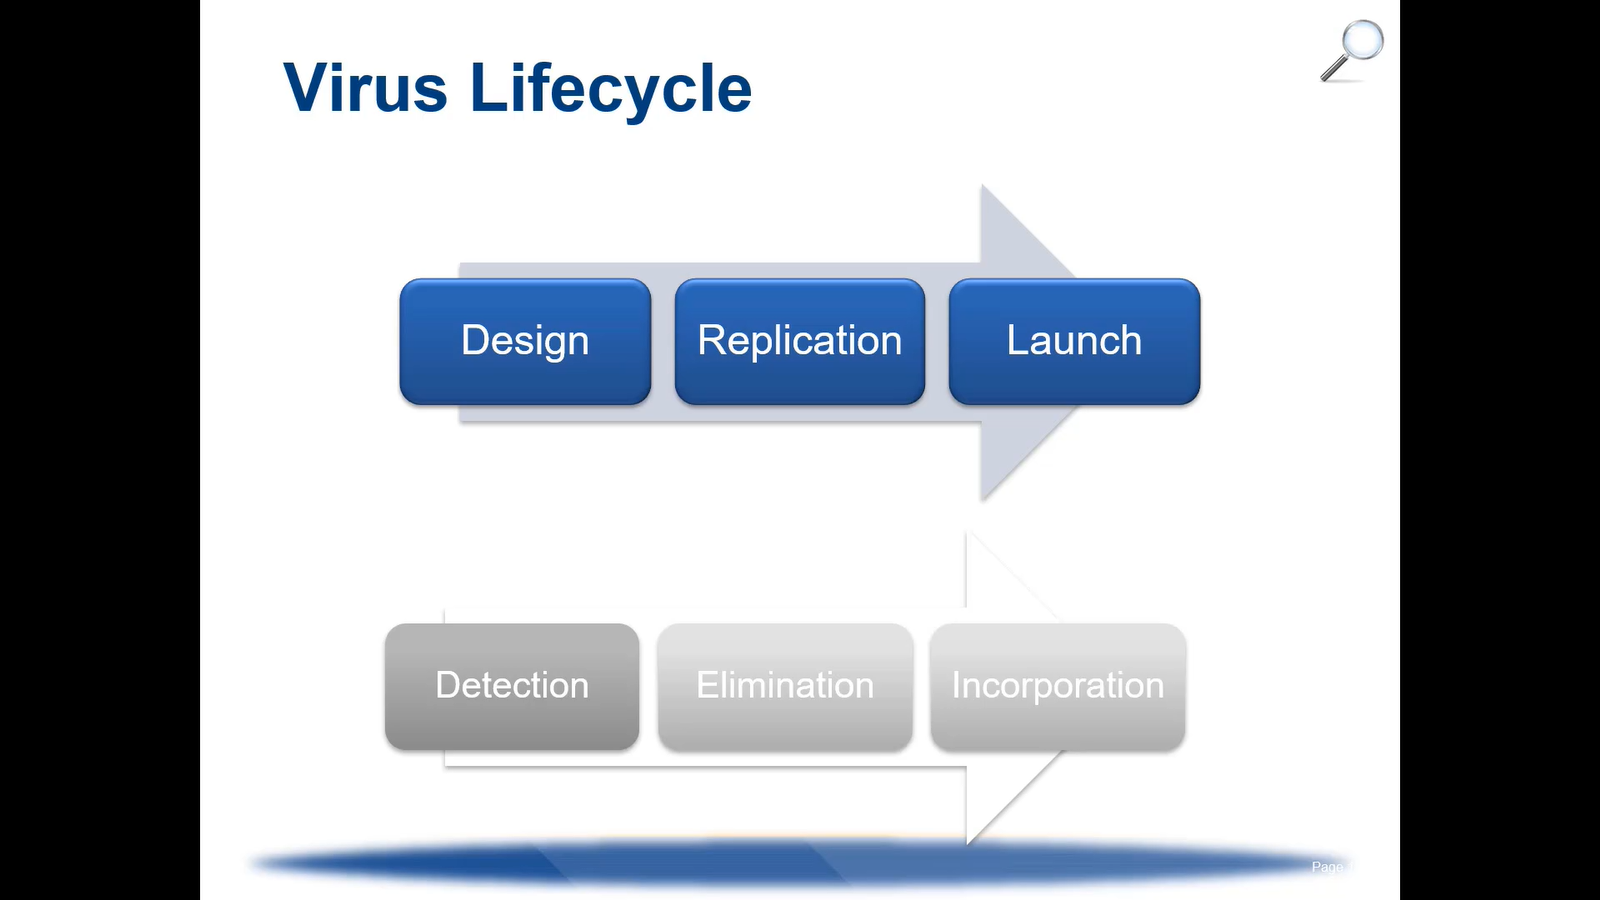 Virus Lifecycle
Design
Replication
Launch
Detection
Elimination
Incorporation
Page